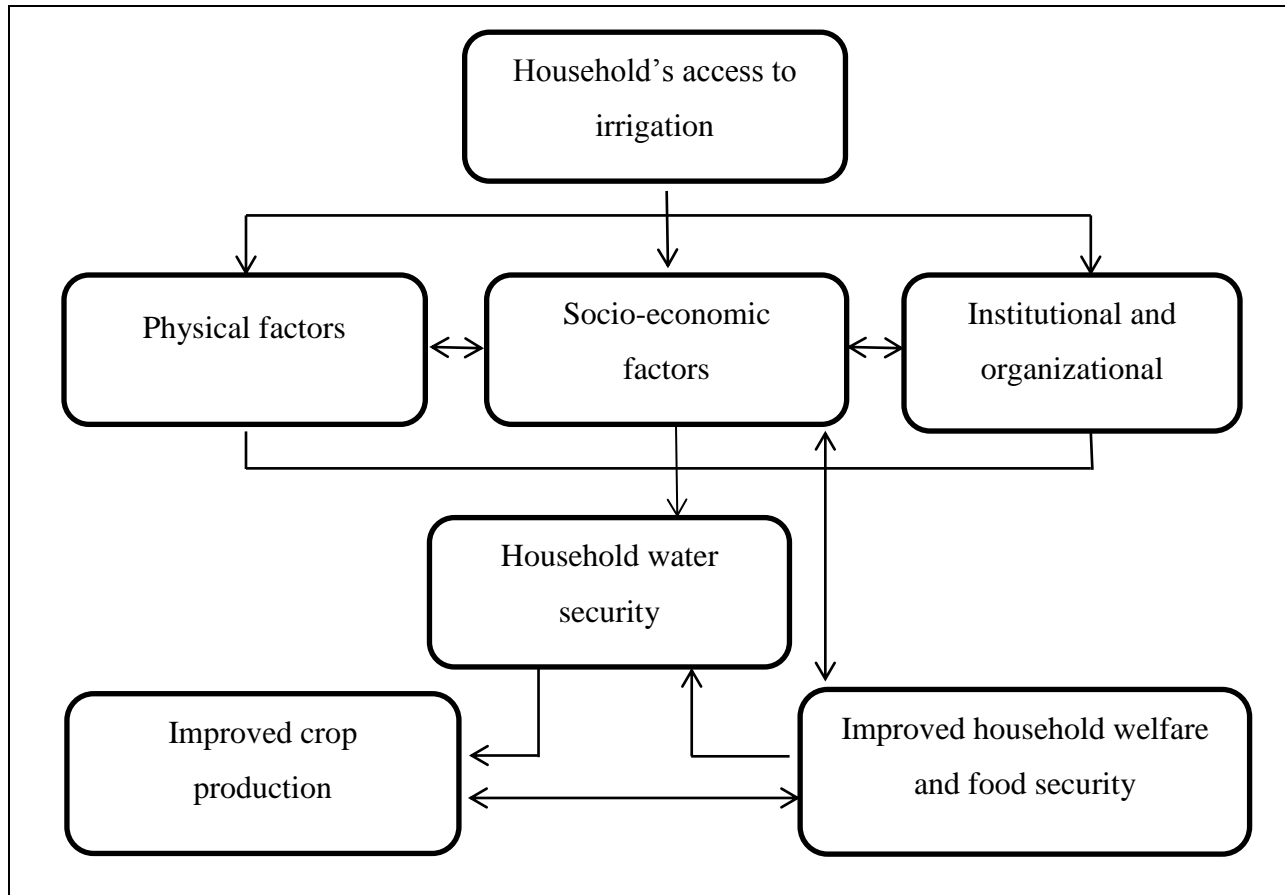 Household’s access to
irrigation
Physical factors
Socio-economic
factors
Institutional and
organizational
Household water
security
Improved crop
production
Improved household welfare
and food security